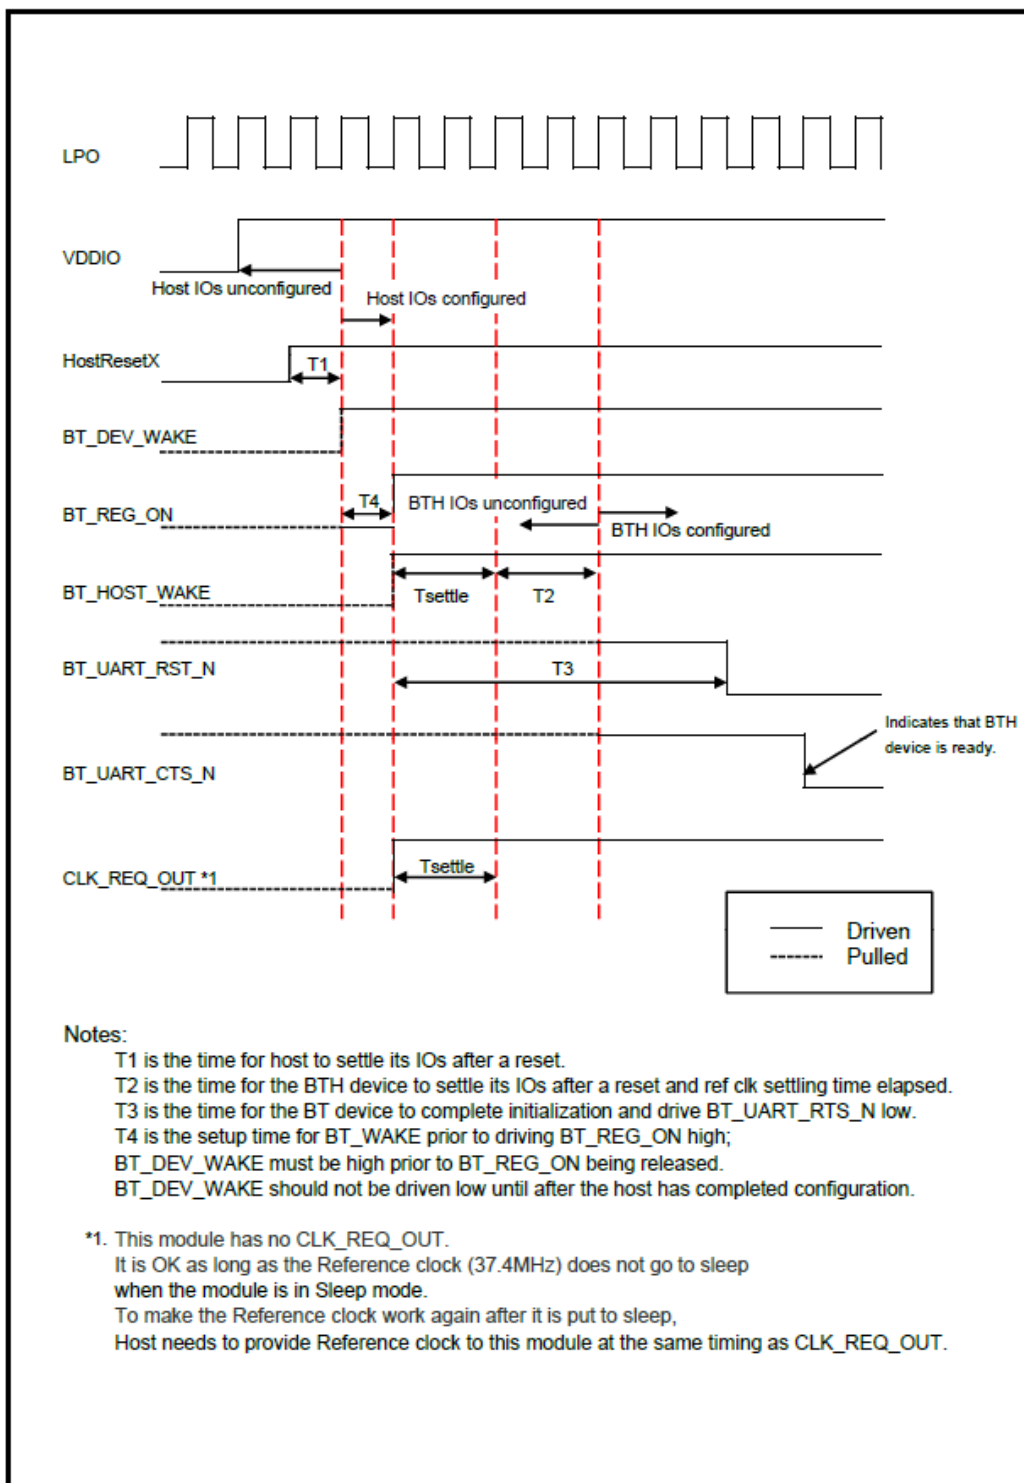 LPO
VDDIO
Host IOs unconfigured
Host IOs configured
HostResetX
T1
BT_DEV_WAKE
T4
BTH IOs unconfigured
BT_REG_ON
BTH IOs configured
BT_HOST_WAKE
Tsettle
T2
BT_UART_RST_N
T3
Indicates that BTH
device is ready.
BT_UART_CTS_N
Tsettle
CLK_REQ_OUT *1
Driven
Pulled
Notes:
T1 is the time for host to settle its IOs after a reset.
T2 is the time for the BTH device to settle its IOs after a reset and ref clk settling time elapsed.
T3 is the time for the BT device to complete initialization and drive BT_UART_RTS_N low.
T4 is the setup time for BT_WAKE prior to driving BT_REG_ON high;
BT_DEV_WAKE must be high prior to BT_REG_ON being released.
BT_DEV_WAKE should not be driven low until after the host has completed configuration.
*1. This module has no CLK_REQ_OUT.
It is OK as long as the Reference clock (37.4MHz) does not go to sleep
when the module is in Sleep mode.
To make the Reference clock work again after it is put to sleep,
Host needs to provide Reference clock to this module at the same timing as CLK_REQ_OUT.